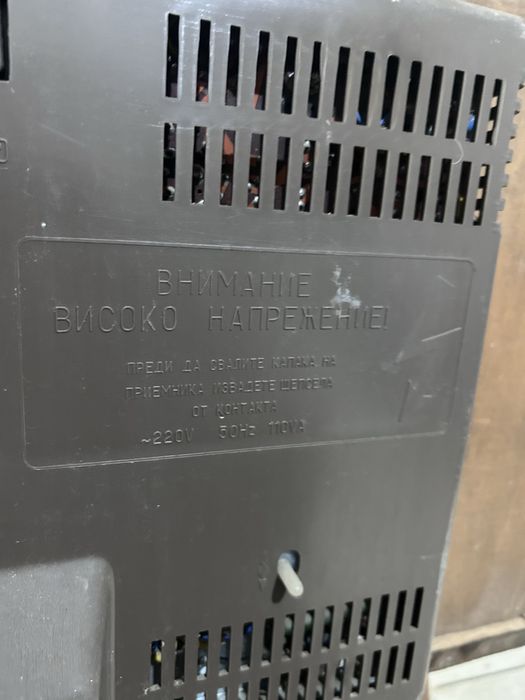 ВНИМАНИЕ
ВИСОКО НАПРЕЖЕНИЕ!
ПРЕДИ ДА СВАЛИТЕ КАПАКА НА
ПРИЕМНИКА ИЗВАДЕТЕ ЩЕПСЕЛА
ОТ КОНТАКТА
~220V 50Hz 110VA